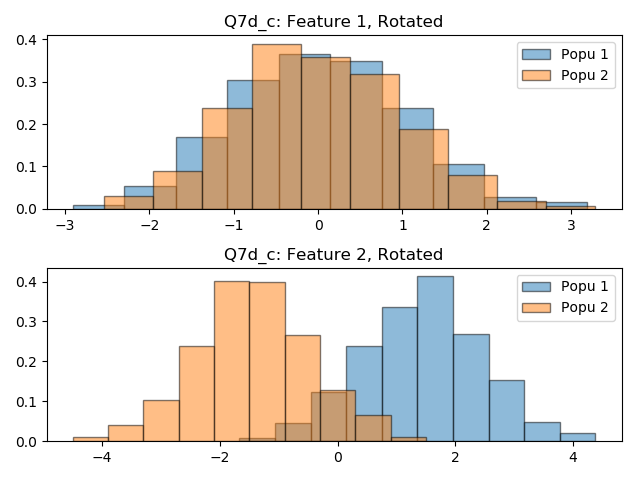 Q7d_c: Feature 1, Rotated
0.4
0.3
0.2
0.1
0.0
Popu 1
Popu 2
−3 −2 −1 0 1 2 3
Q7d_c: Feature 2, Rotated
0.4
0.3
0.2
0.1
0.0
Popu 1
Popu 2
−4 −2 0 2 4